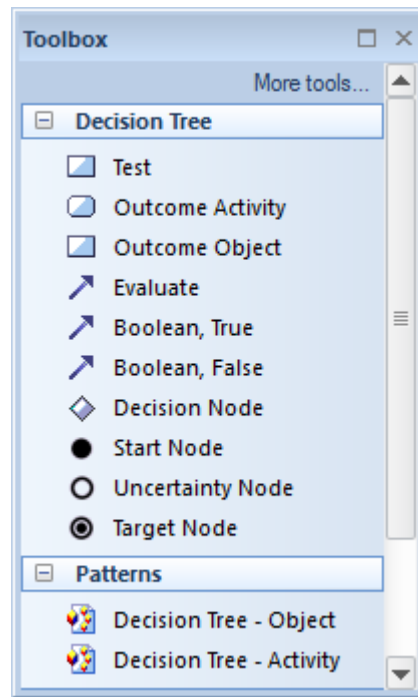 Toolbox
More tools...
Decision Tree
Test
Outcome Activity
Outcome Object
Evaluate
Boolean, True
Boolean, False
Decision Node
Start Node
Uncertainty Node
Target Node
Patterns
Decision Tree - Object
Decision Tree - Activity